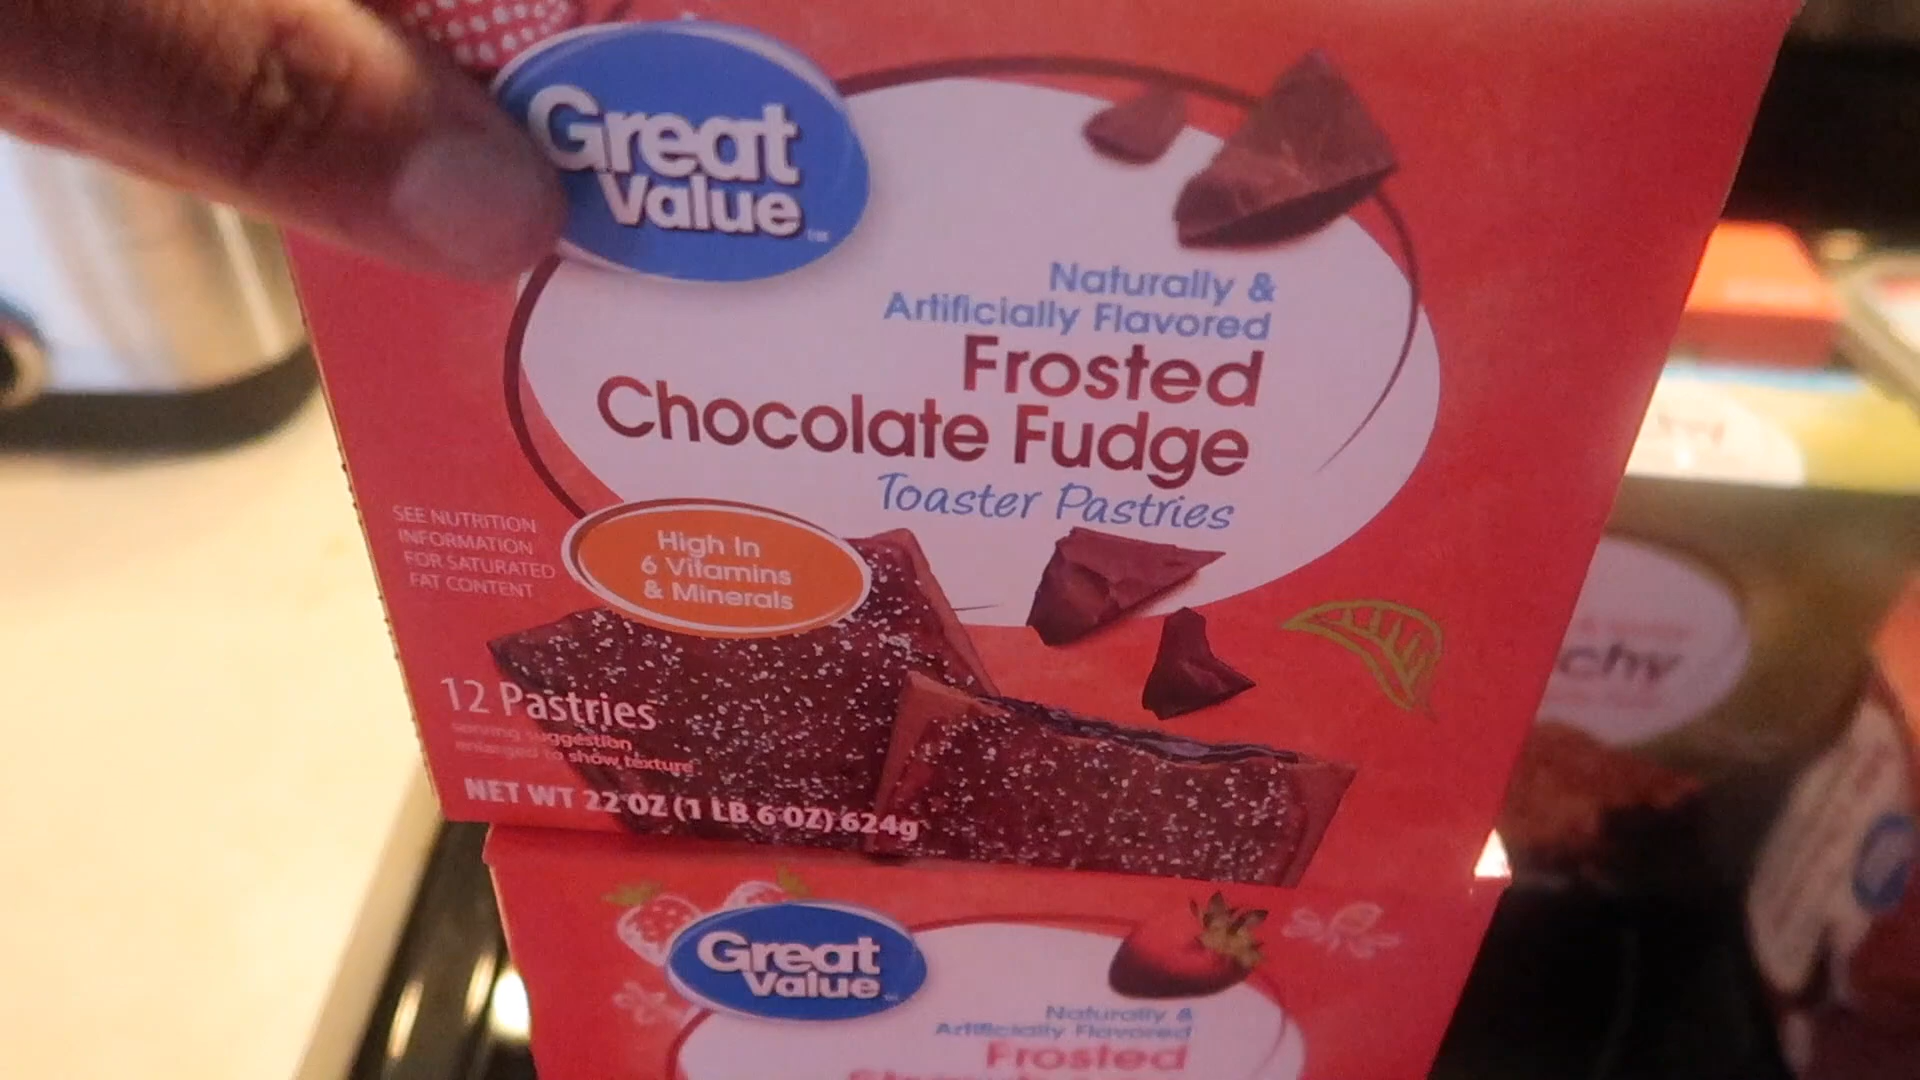 Great
Value
Naturally &
Artificially Flavored
Frosted
Chocolate Fudge
Toaster Pastries
SEE NUTRITION
INFORMATION
FOR SATURATED
FAT CONTENT
High In
6 Vitamins
& Minerals
12 Pastries
serving suggestion
enlarged to show texture
NET WT 22 OZ (1 LB 6 OZ) 624g
chy
Great
Value
Naturally &
Artificially Flavored
Frosted